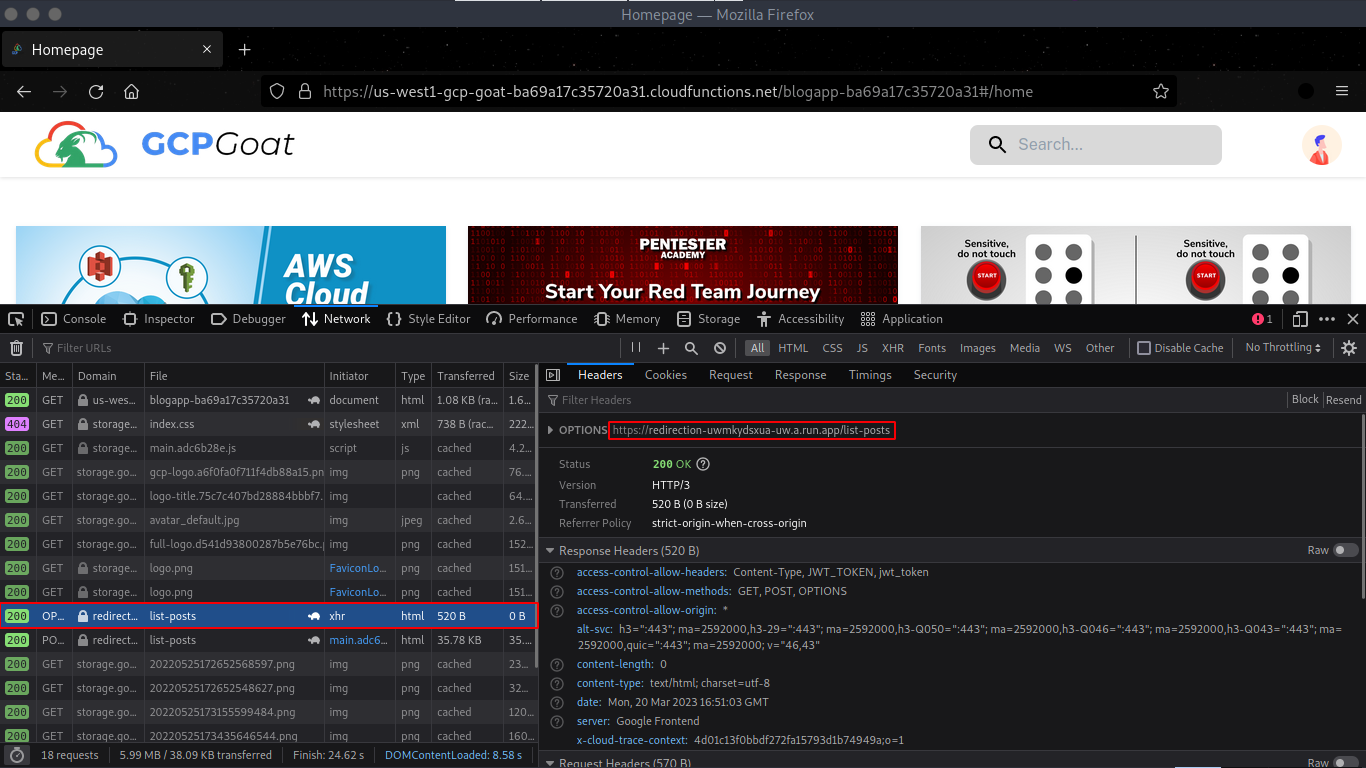 Homepage — Mozilla Firefox
Homepage
https://us-west1-gcp-goat-ba69a17c35720a31.cloudfunctions.net/blogapp-ba69a17c35720a31#/home
GCPGoat
Search...
AWS
Cloud
PENTESTER
ACADEMY
Start Your Red Team Journey
Sensitive,
do not touch
START
Sensitive,
do not touch
START
Console Inspector Debugger Network Style Editor Performance Memory Storage Accessibility Application 1
Filter URLs All HTML CSS JS XHR Fonts Images Media WS Other Disable Cache No Throttling
Sta... Me... Domain File Initiator Type Transferred Size
200 GET us-wes... blogapp-ba69a17c35720a31 document html 1.08 KB (ra... 1.6...
404 GET storage... index.css stylesheet xml 738 B (rac... 222...
200 GET storage... main.adc6b28e.js script js cached 4.2...
200 GET storage.go... gcp-logo.a6f0fa0f711f4db88a15.pn img png cached 76....
200 GET storage.go... logo-title.75c7c407bd28884bbbf7. img cached 64....
200 GET storage.go... avatar_default.jpg img jpeg cached 2.6...
200 GET storage.go... full-logo.d541d93800287b5e76bc.p img png cached 152...
200 GET storage.go... logo.png FaviconLo... png cached 151...
200 GET storage.go... logo.png FaviconLo... png cached 151...
200 OP... redirect... list-posts xhr html 520 B 0 B
200 PO... redirect... list-posts main.adc6... html 35.78 KB 35....
200 GET storage.go... 20220525172652568597.png img png cached 23...
200 GET storage.go... 20220525172652548627.png img png cached 32...
200 GET storage.go... 20220525173155599484.png img png cached 120...
200 GET storage.go... 20220525173435646544.png img png cached 160...
18 requests 5.99 MB / 38.09 KB transferred Finish: 24.62 s DOMContentLoaded: 8.58 s
Headers Cookies Request Response Timings Security
Filter Headers Block Resend
OPTIONS https://redirection-uwmkydsxua-uw.a.run.app/list-posts
Status 200 OK
Version HTTP/3
Transferred 520 B (0 B size)
Referrer Policy strict-origin-when-cross-origin
Response Headers (520 B) Raw
access-control-allow-headers: Content-Type, JWT_TOKEN, jwt_token
access-control-allow-methods: GET, POST, OPTIONS
access-control-allow-origin: *
alt-svc: h3=":443"; ma=2592000,h3-29=":443"; ma=2592000,h3-Q050=":443"; ma=2592000,h3-Q046=":443"; ma=2592000,h3-Q043=":443"; ma=
2592000,quic=":443"; ma=2592000; v="46,43"
content-length: 0
content-type: text/html; charset=utf-8
date: Mon, 20 Mar 2023 16:51:03 GMT
server: Google Frontend
x-cloud-trace-context: 4d01c13f0bbdf272fa15793d1b74949a;o=1
Request Headers (570 B) Raw